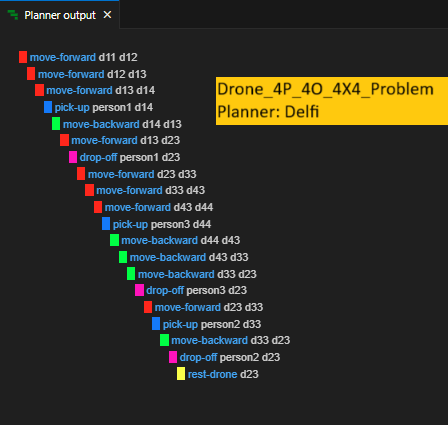 Planner output
move-forward d11 d12
move-forward d12 d13
move-forward d13 d14
pick-up person1 d14
move-backward d14 d13
move-forward d13 d23
drop-off person1 d23
move-forward d23 d33
move-forward d33 d43
move-forward d43 d44
pick-up person3 d44
move-backward d44 d43
move-backward d43 d33
move-backward d33 d23
drop-off person3 d23
move-forward d23 d33
pick-up person2 d33
move-backward d33 d23
drop-off person2 d23
rest-drone d23
Drone_4P_4O_4X4_Problem
Planner: Delfi